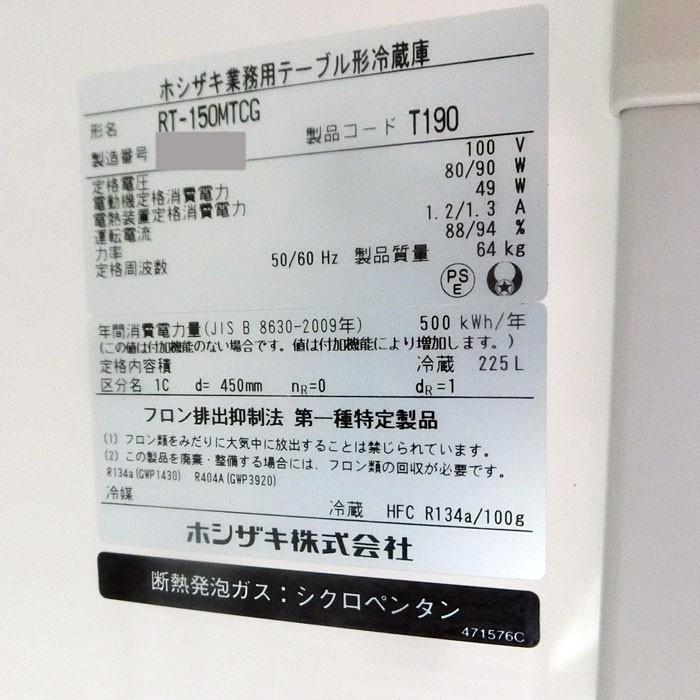 ホシザキ業務用テーブル形冷蔵庫
形名 RT-150MTCG 製品コード T190
製造番号
定格電圧 100 V
電動機定格消費電力 80/90 W
電熱装置定格消費電力 49 W
運転電流 1.2/1.3 A
力率 88/94 %
定格周波数 50/60 Hz 製品質量 64 kg
PS
E
年間消費電力量(JIS B 8630-2009年) 500 kWh/年
(この値は付加機能のない場合です。値は付加機能により増加します。)
定格内容積 冷蔵 225L
区分名 1C d= 450mm nR=0 dR=1
フロン排出抑制法 第一種特定製品
(1) フロン類をみだりに大気中に放出することは禁じられています。
(2) この製品を廃棄・整備する場合には、フロン類の回収が必要です。
R134a(GWP1430) R404A(GWP3920)
冷媒 冷蔵 HFC R134a/100g
ホシザキ株式会社
断熱発泡ガス：シクロペンタン
471576C